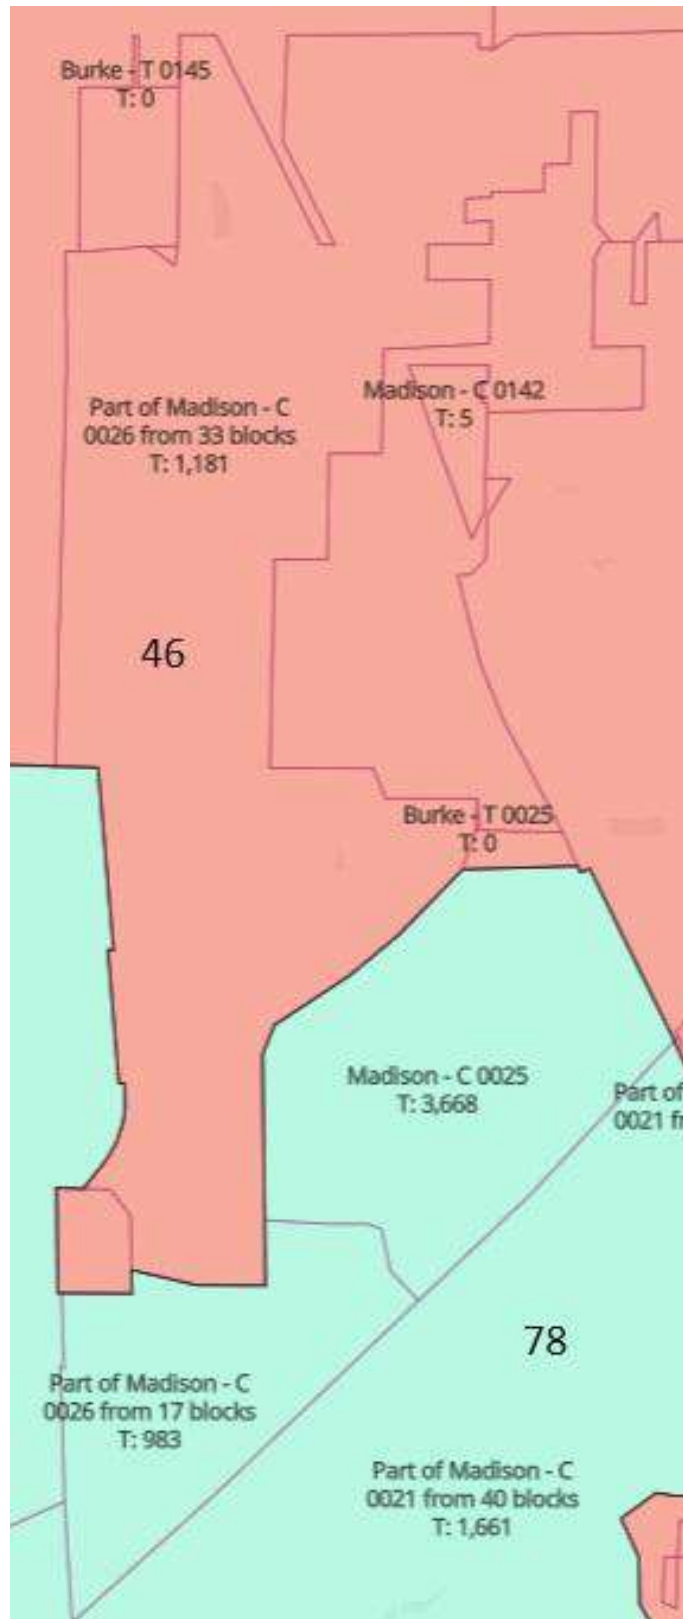 Burke - T 0145
T: 0
Part of Madison - C
0026 from 33 blocks
T: 1,181
Madison - C 0142
T: 5
46
Burke - T 0025
T: 0
Madison - C 0025
T: 3,668
Part of
0021
78
Part of Madison - C
0026 from 17 blocks
T: 983
Part of Madison - C
0021 from 40 blocks
T: 1,661